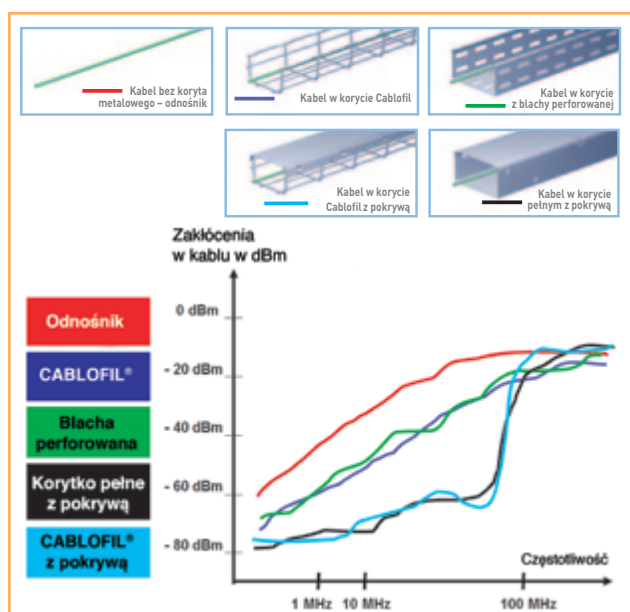 Kabel bez koryta
metalowego – odnośnik
Kabel w korycie Cablofil
Kabel w korycie
z blachy perforowanej
Kabel w korycie
Cablofil z pokrywą
Kabel w korycie
pełnym z pokrywą
Zakłócenia
w kablu w dBm
Odnośnik
CABLOFIL®
Blacha
perforowana
Korytko pełne
z pokrywą
CABLOFIL®
z pokrywą
0 dBm
- 20 dBm
- 40 dBm
- 60 dBm
- 80 dBm
Częstotliwość
1 MHz 10 MHz 100 MHz